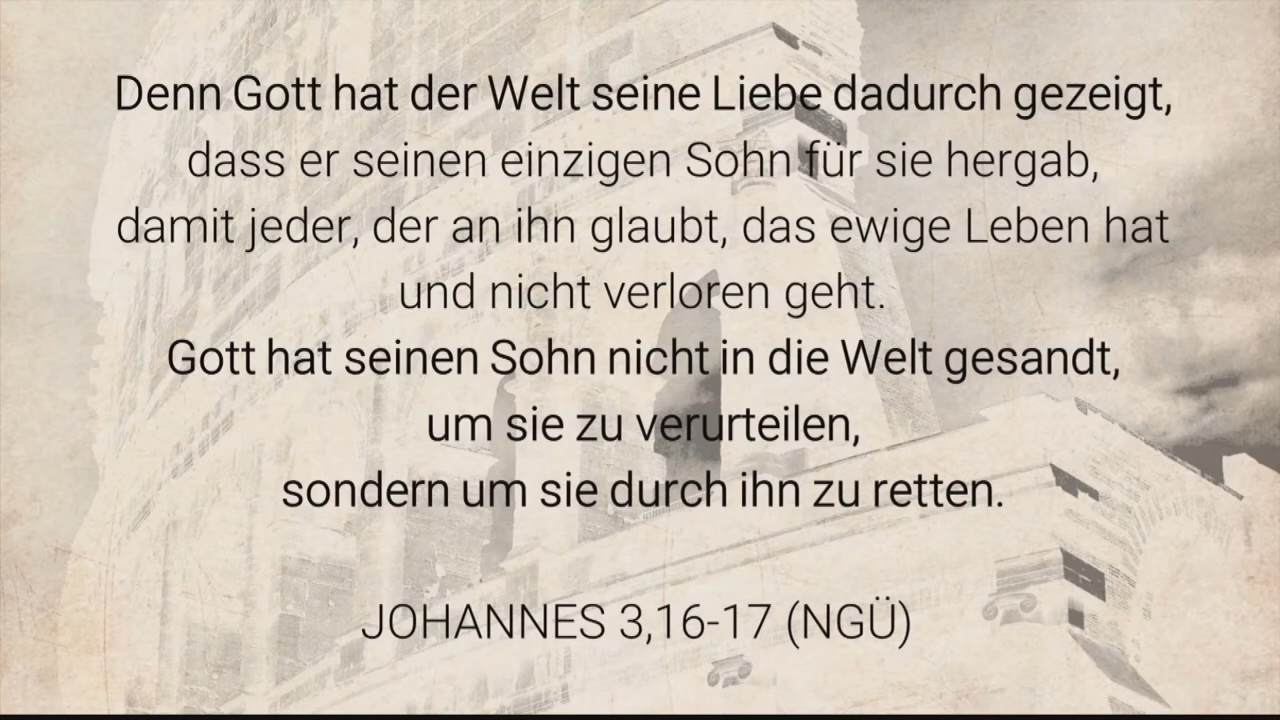 Denn Gott hat der Welt seine Liebe dadurch gezeigt,
dass er seinen einzigen Sohn für sie hergab,
damit jeder, der an ihn glaubt, das ewige Leben hat
und nicht verloren geht.
Gott hat seinen Sohn nicht in die Welt gesandt,
um sie zu verurteilen,
sondern um sie durch ihn zu retten.
JOHANNES 3,16-17 (NGÜ)